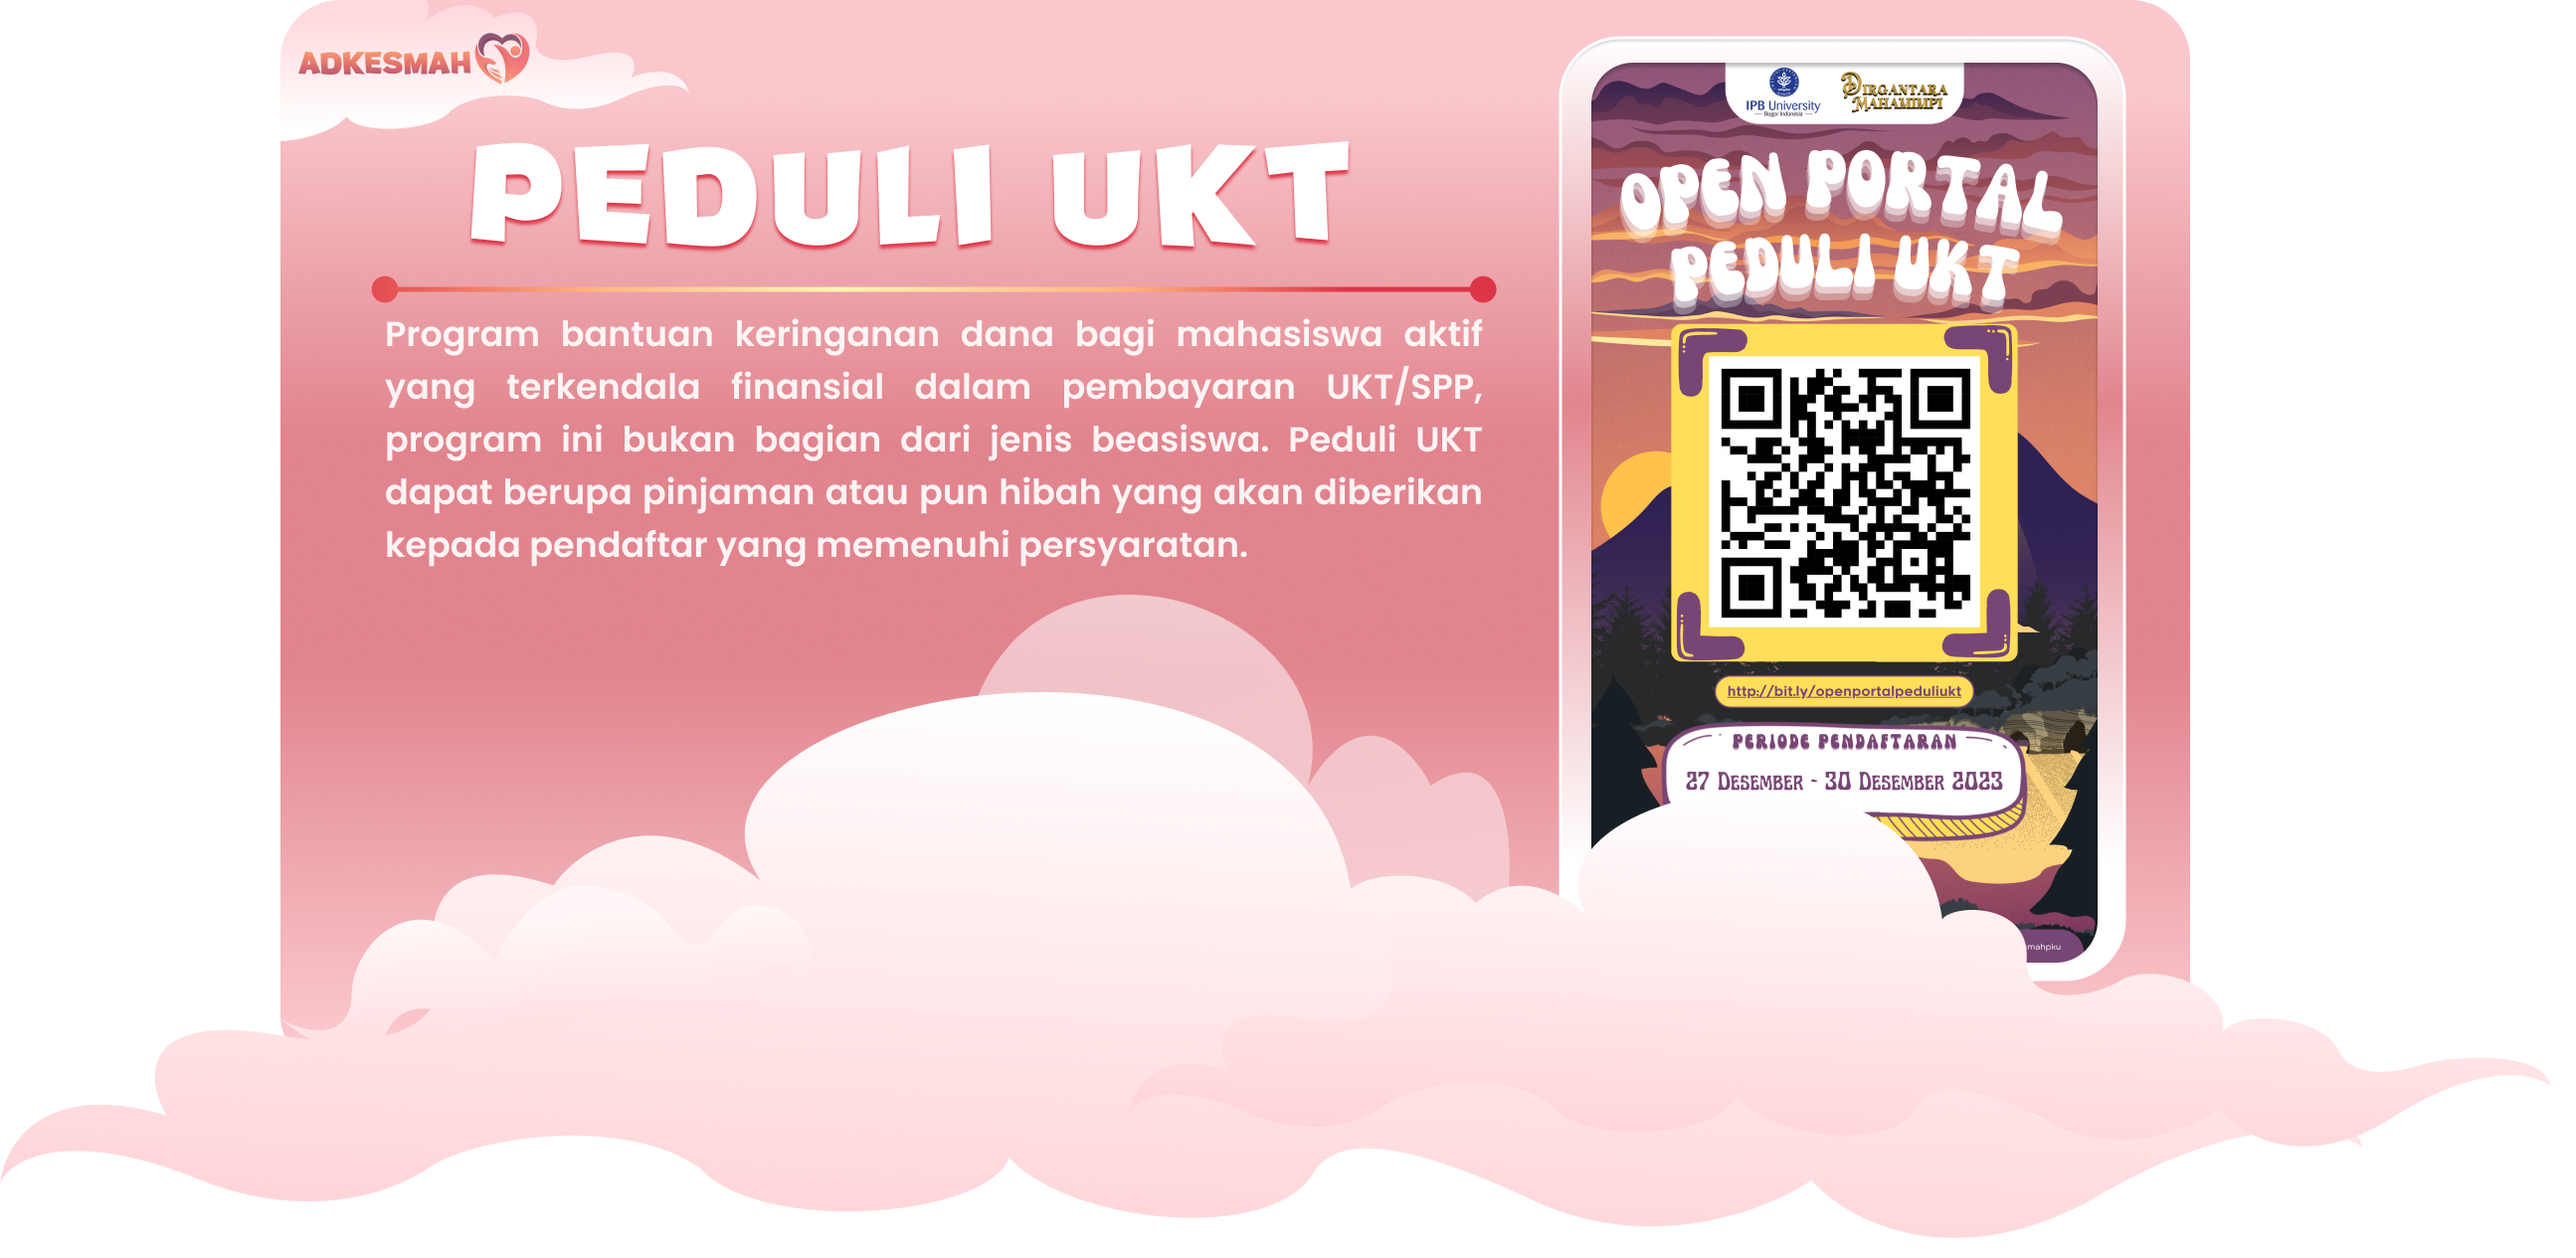 ADKESMAH
PEDULI UKT
Program bantuan keringanan dana bagi mahasiswa aktif
yang terkendala finansial dalam pembayaran UKT/SPP,
program ini bukan bagian dari jenis beasiswa. Peduli UKT
dapat berupa pinjaman atau pun hibah yang akan diberikan
kepada pendaftar yang memenuhi persyaratan.
IPB University
Bogor Indonesia
DIRGANTARA
MAHAMIMPI
OPEN PORTAL
PEDULI UKT
http://bit.ly/openportalpeduliukt
PERIODE PENDAFTARAN
27 DESEMBER - 30 DESEMBER 2023
mahpku